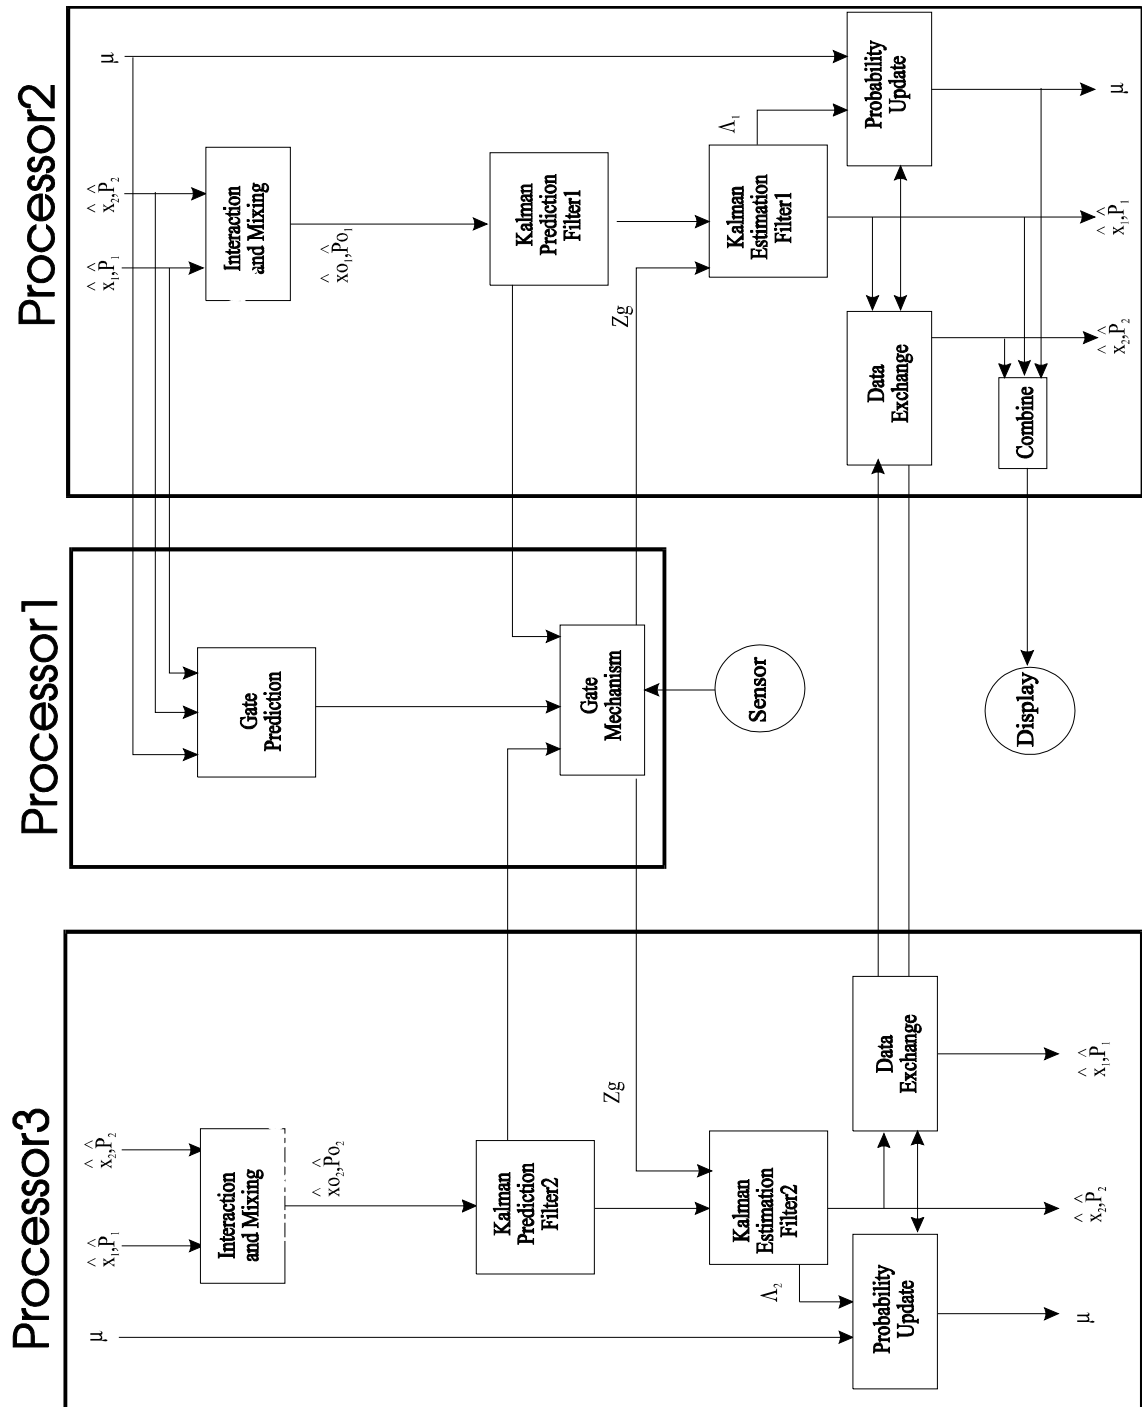 Processor3
μ
x̂₁,P̂₁
x̂₂,P̂₂
Interaction
and Mixing
x̂o₂,P̂o₂
Kalman
Prediction
Filter2
Zg
Kalman
Estimation
Filter2
Λ₂
Probability
Update
Data
Exchange
μ
x̂₂,P̂₂
x̂₁,P̂₁
Processor1
Gate
Prediction
Gate
Mechanism
Sensor
Display
Processor2
x̂₁,P̂₁
x̂₂,P̂₂
μ
Interaction
and Mixing
x̂o₁,P̂o₁
Kalman
Prediction
Filter1
Zg
Kalman
Estimation
Filter1
Λ₁
Data
Exchange
Probability
Update
Combine
x̂₂,P̂₂
x̂₁,P̂₁
μ